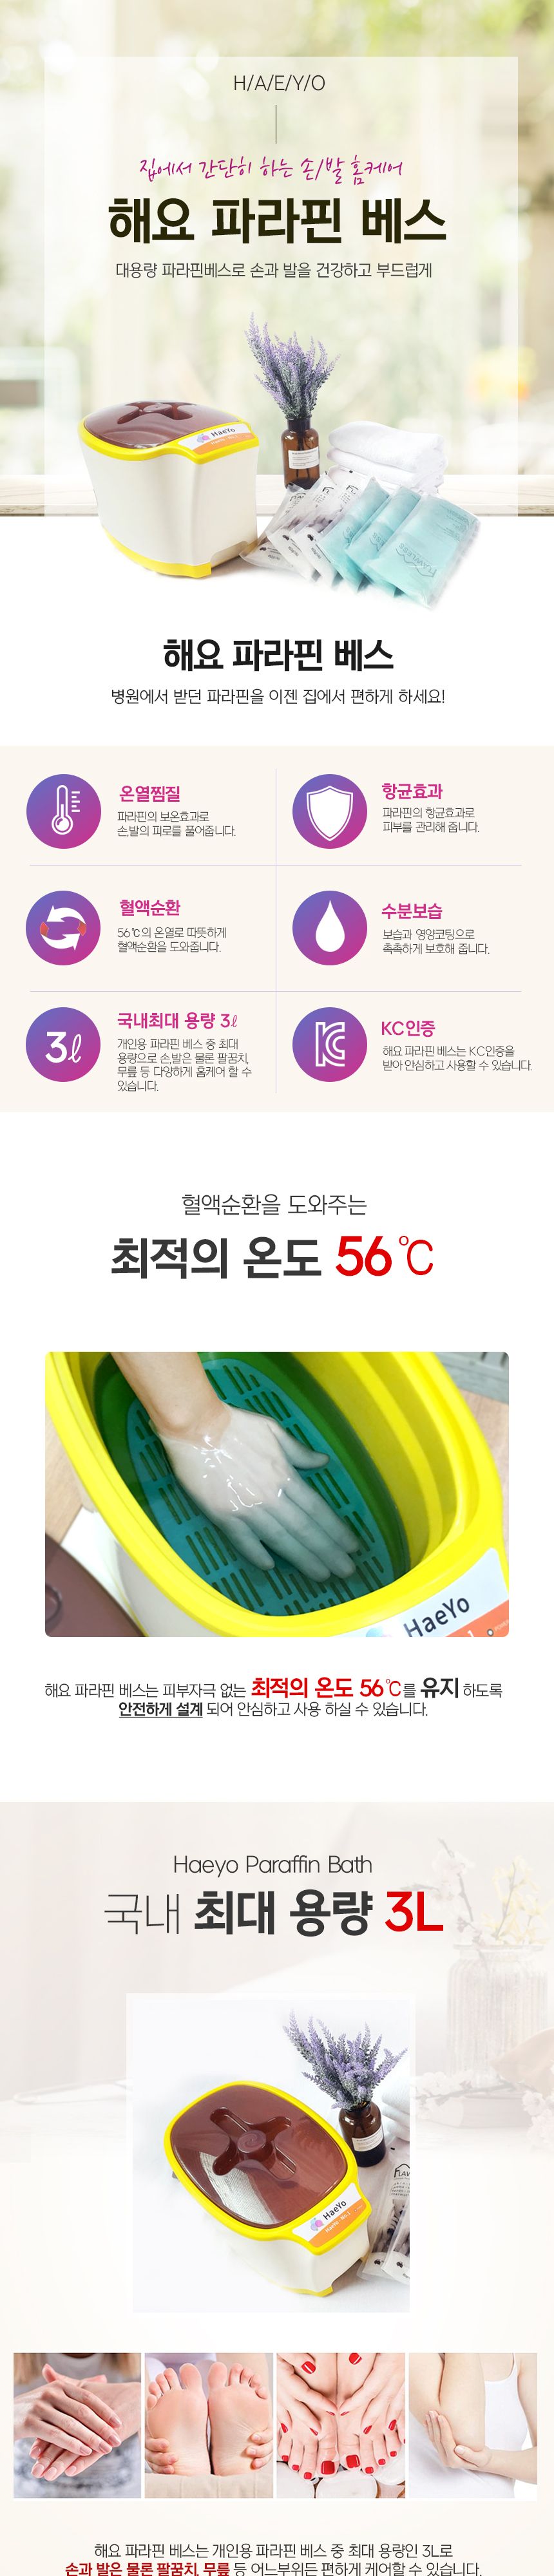 H/A/E/Y/O
집에서 간단히 하는 손/발 홈케어
해요 파라핀 베스
대용량 파라핀베스로 손과 발을 건강하고 부드럽게
HaeYo
해요 파라핀 베스
병원에서 받던 파라핀을 이젠 집에서 편하게 하세요!
온열찜질
파라핀의 보온효과로
손,발의 피로를 풀어줍니다.
항균효과
파라핀의 항균효과로
피부를 관리해 줍니다.
혈액순환
56℃의 온열로 따뜻하게
혈액순환을 도와줍니다.
수분보습
보습과 영양코팅으로
촉촉하게 보호해 줍니다.
3ℓ
국내최대 용량 3ℓ
개인용 파라핀 베스 중 최대
용량으로 손,발은 물론 팔꿈치,
무릎 등 다양하게 홈케어 할 수
있습니다.
KC인증
해요 파라핀 베스는 KC인증을
받아 안심하고 사용할 수 있습니다.
혈액순환을 도와주는
최적의 온도 56℃
HaeYo
해요 파라핀 베스는 피부자극 없는 최적의 온도 56℃를 유지 하도록
안전하게 설계 되어 안심하고 사용 하실 수 있습니다.
Haeyo Paraffin Bath
국내 최대 용량 3L
HaeYo
해요 파라핀 베스는 개인용 파라핀 베스 중 최대 용량인 3L로
손과 발은 물론 팔꿈치, 무릎 등 어느부위든 편하게 케어할 수 있습니다.